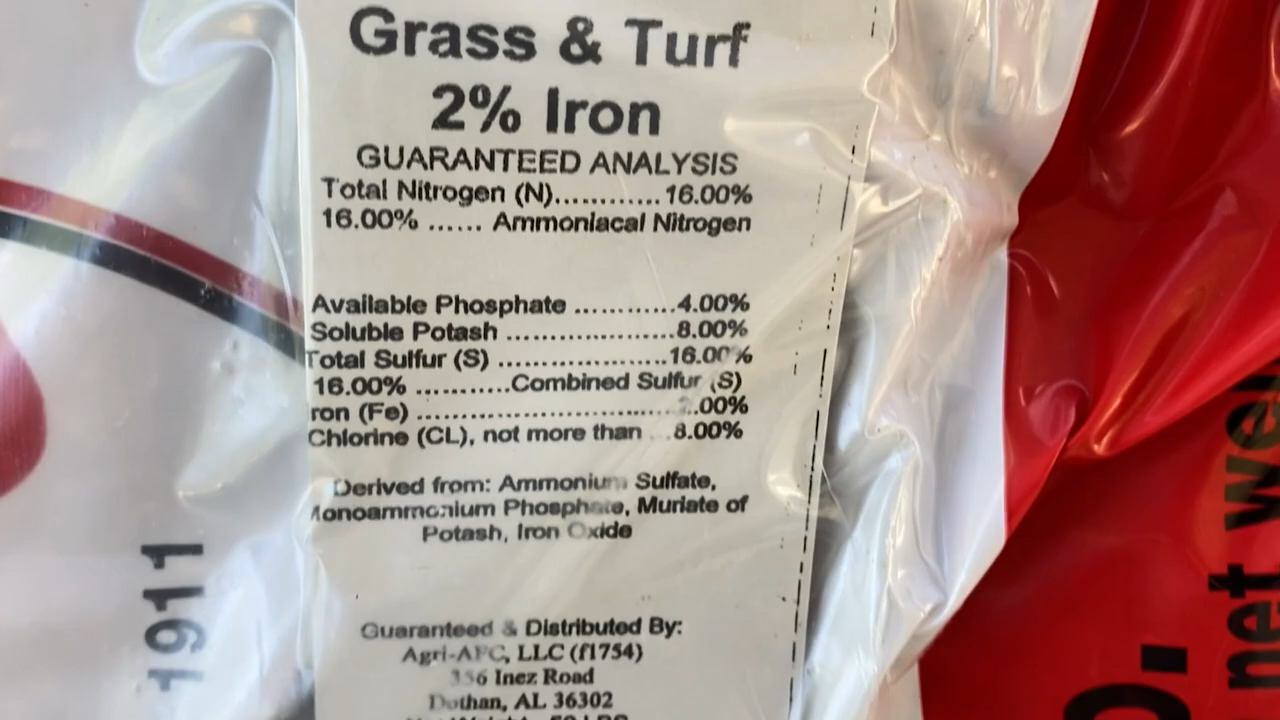 Grass & Turf
2% Iron
GUARANTEED ANALYSIS
Total Nitrogen (N)............ 16.00%
16.00% ...... Ammoniacal Nitrogen
Available Phosphate ............4.00%
Soluble Potash ....................8.00%
Total Sulfur (S) ....................16.00%
16.00% ..........Combined Sulfur (S)
ron (Fe) .00%
Chlorine (CL), not more than ...8.00%
Derived from: Ammonium Sulfate,
Monoammonium Phosphate, Muriate of
Potash, Iron Oxide
Guaranteed & Distributed By:
Agri-AFC, LLC (f1754)
356 Inez Road
Dothan, AL 36302
1911
net wei